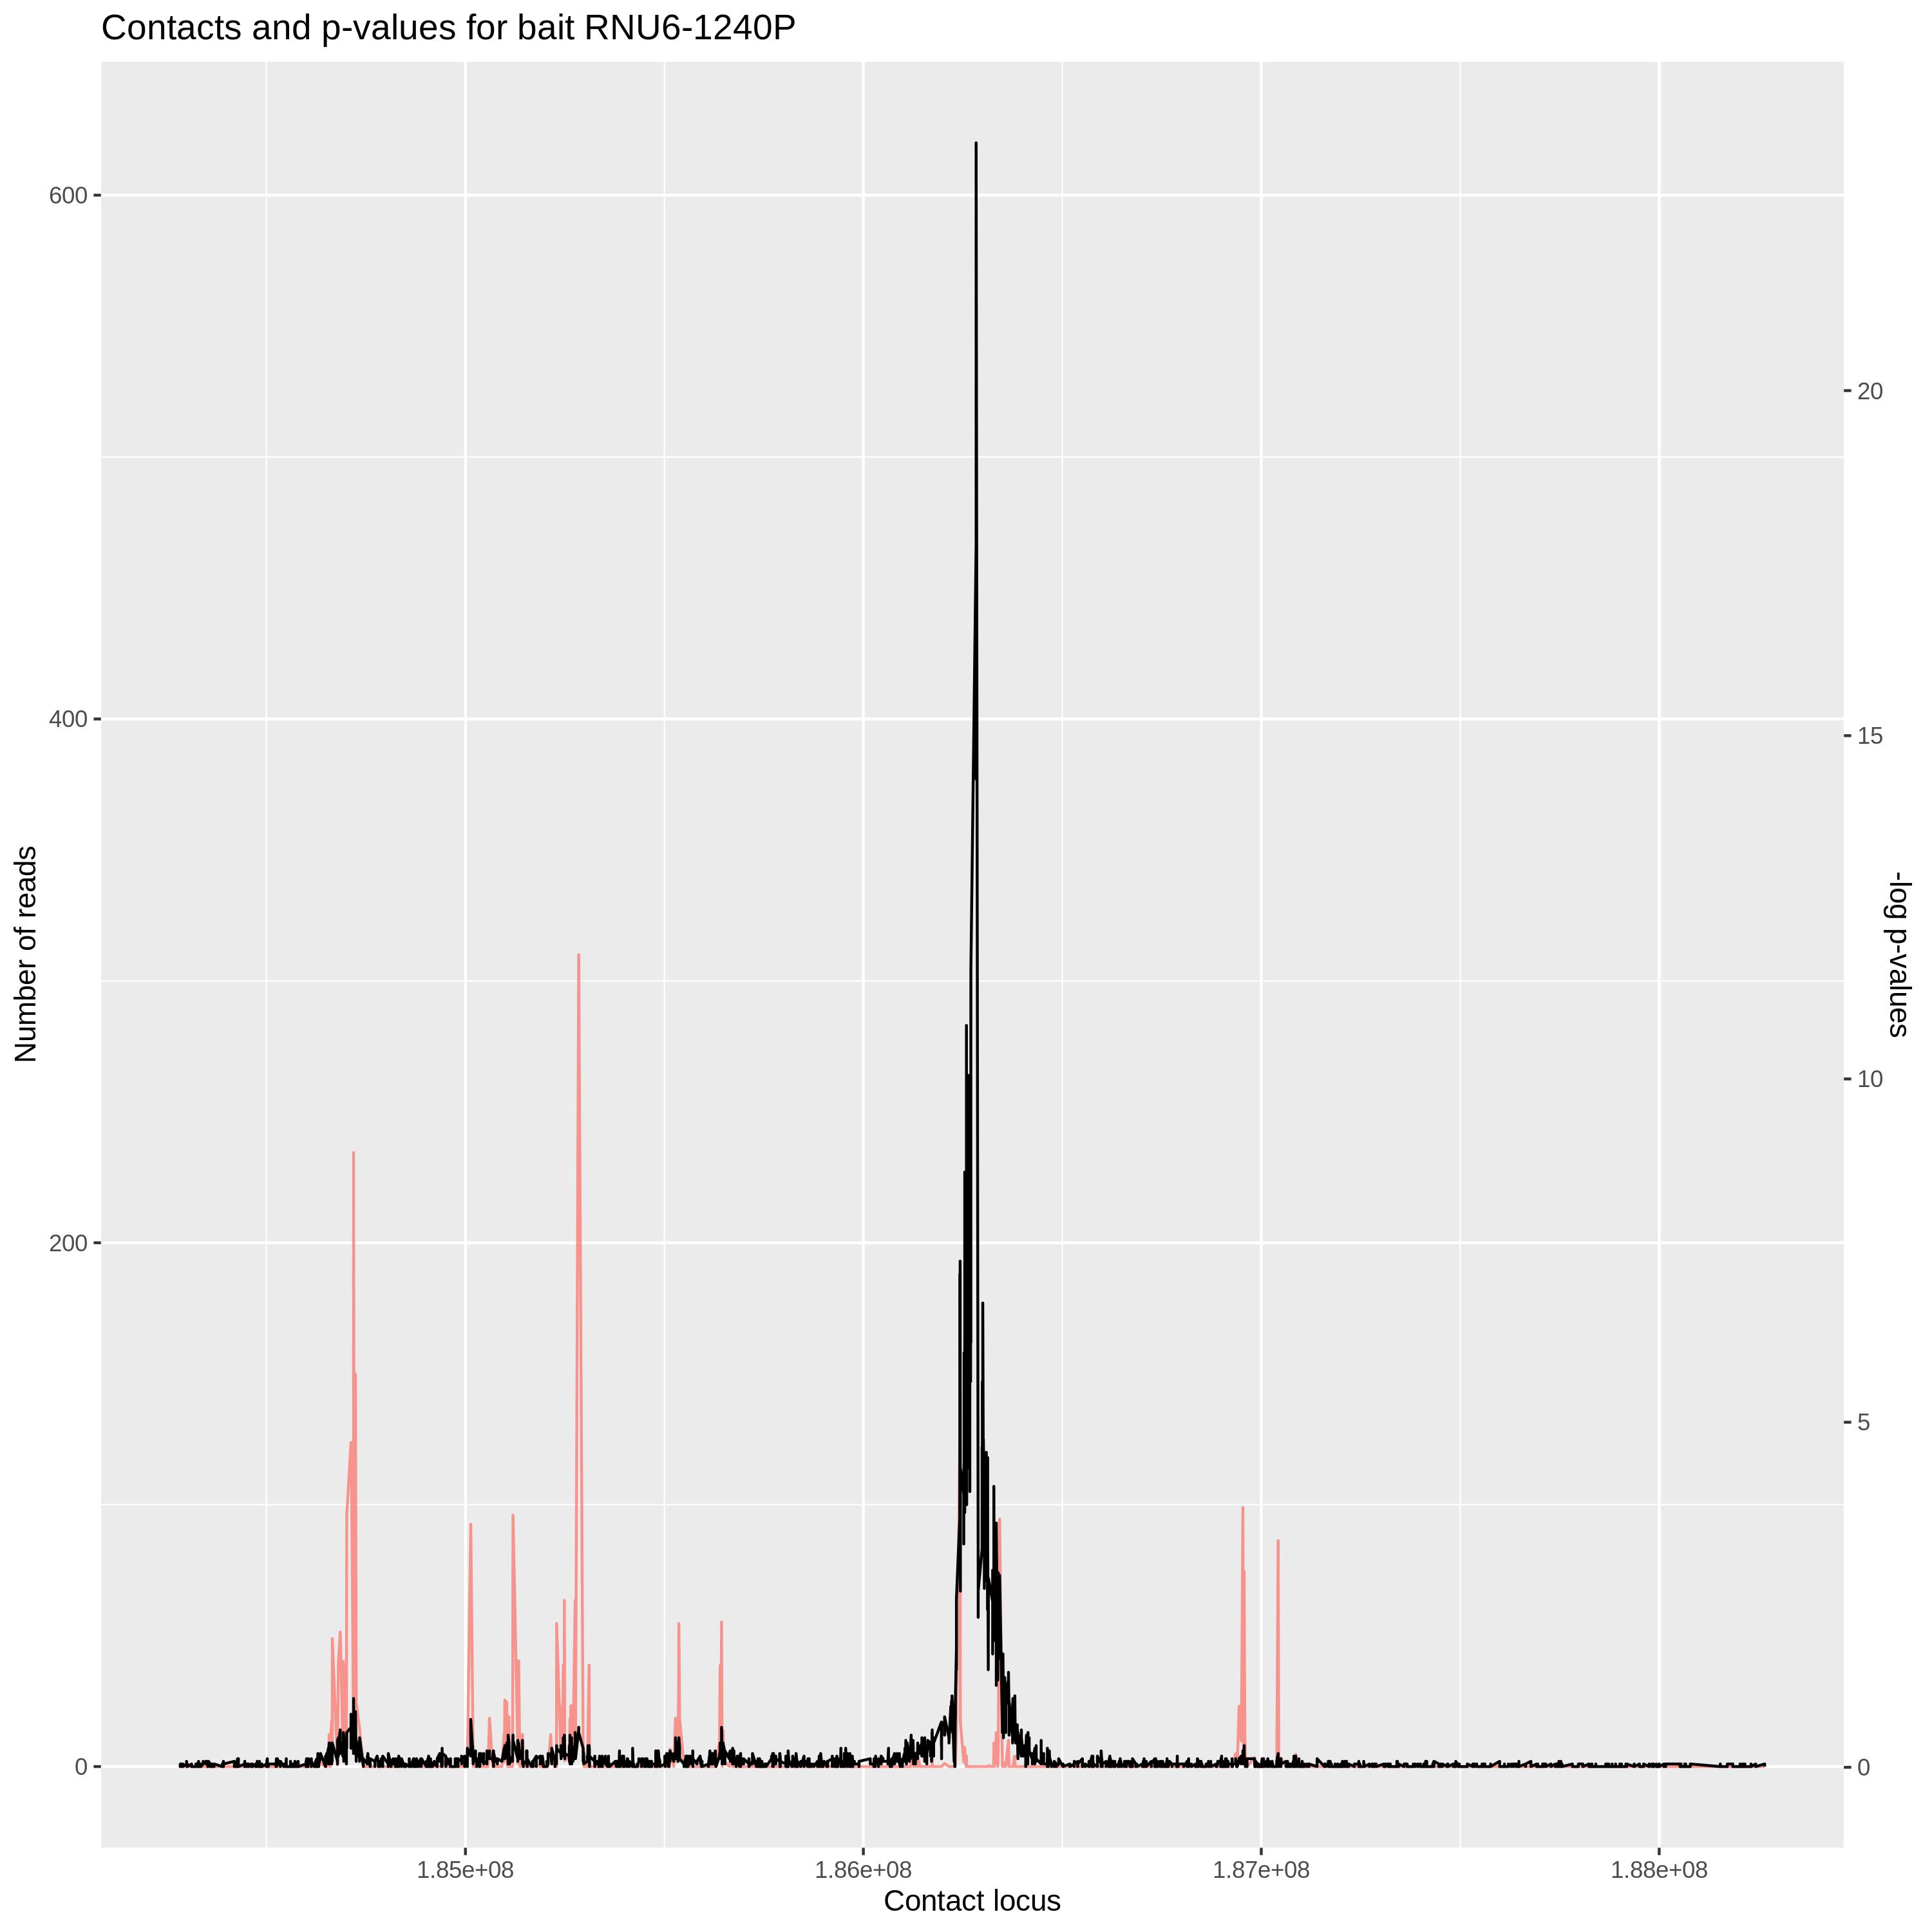 Contacts and p-values for bait RNU6-1240P
600
400
200
0
Number of reads
20
15
10
5
0
-log p-values
1.85e+08
1.86e+08
1.87e+08
1.88e+08
Contact locus